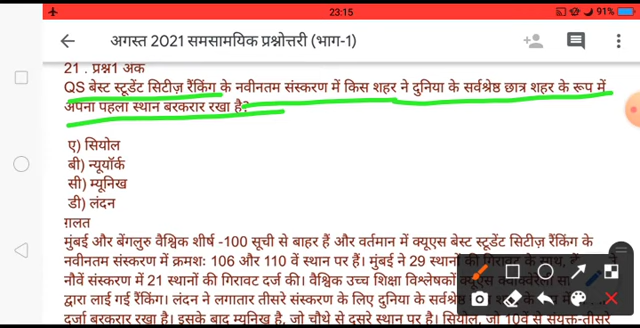 23:15
91%
अगस्त 2021 समसामयिक प्रश्नोत्तरी (भाग-1)
21 . प्रश्न1 अंक
QS बेस्ट स्टूडेंट सिटीज़ रैंकिंग के नवीनतम संस्करण में किस शहर ने दुनिया के सर्वश्रेष्ठ छात्र शहर के रूप में
अपना पहला स्थान बरकरार रखा है?
ए) सियोल
बी) न्यूयॉर्क
सी) म्यूनिख
डी) लंदन
ग़लत
मुंबई और बेंगलुरु वैश्विक शीर्ष -100 सूची से बाहर हैं और वर्तमान में क्यूएस बेस्ट स्टूडेंट सिटीज़ रैंकिंग के
नवीनतम संस्करण में क्रमशः 106 और 110 वें स्थान पर हैं। मुंबई ने 29 स्थानों की गिरावट के साथ,
नौवें संस्करण में 21 स्थानों की गिरावट दर्ज की। वैश्विक उच्च शिक्षा विश्लेषकों क्यूएस क्वाक्वेरेली
द्वारा लाई गई रैंकिंग। लंदन ने लगातार तीसरे संस्करण के लिए दुनिया के सर्वश्रेष्ठ
दर्जा बरकरार रखा है। इसके बाद म्यूनिख है, जो चौथे से दूसरे स्थान पर है। सियोल, जो 10वें से संयुक्त-तीसरे